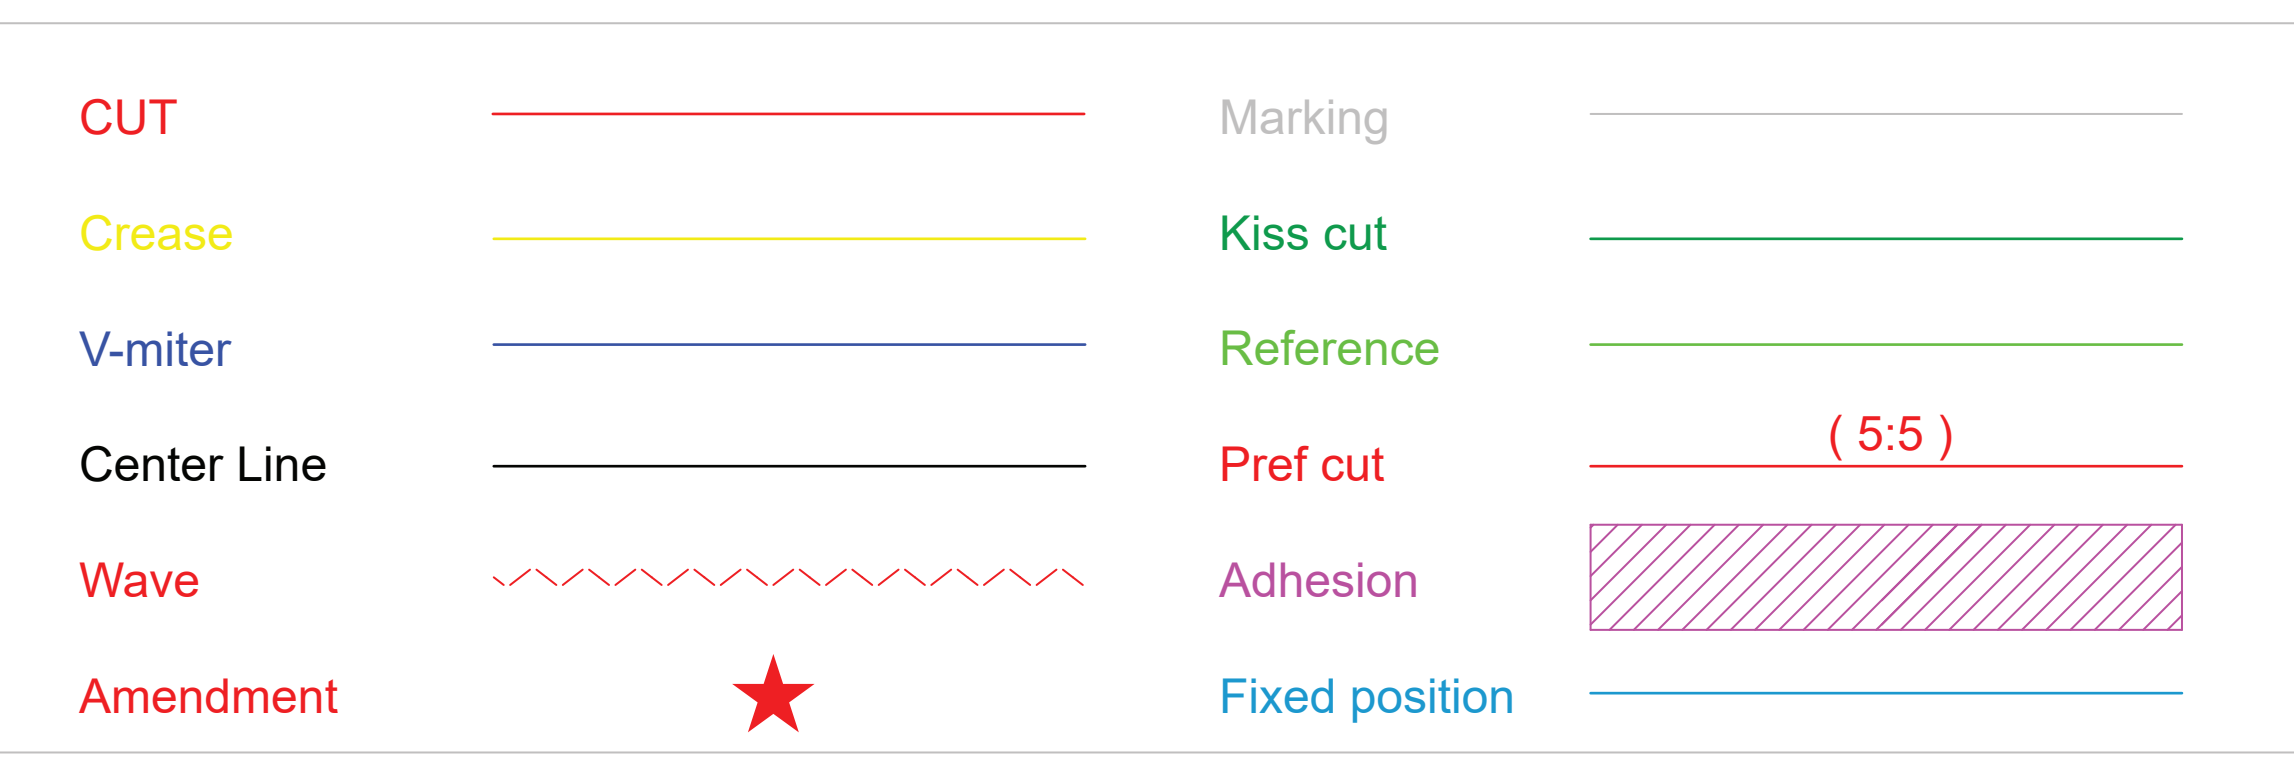 CUT
Crease
V-miter
Center Line
Wave
Amendment
Marking
Kiss cut
Reference
Pref cut
( 5:5 )
Adhesion
Fixed position